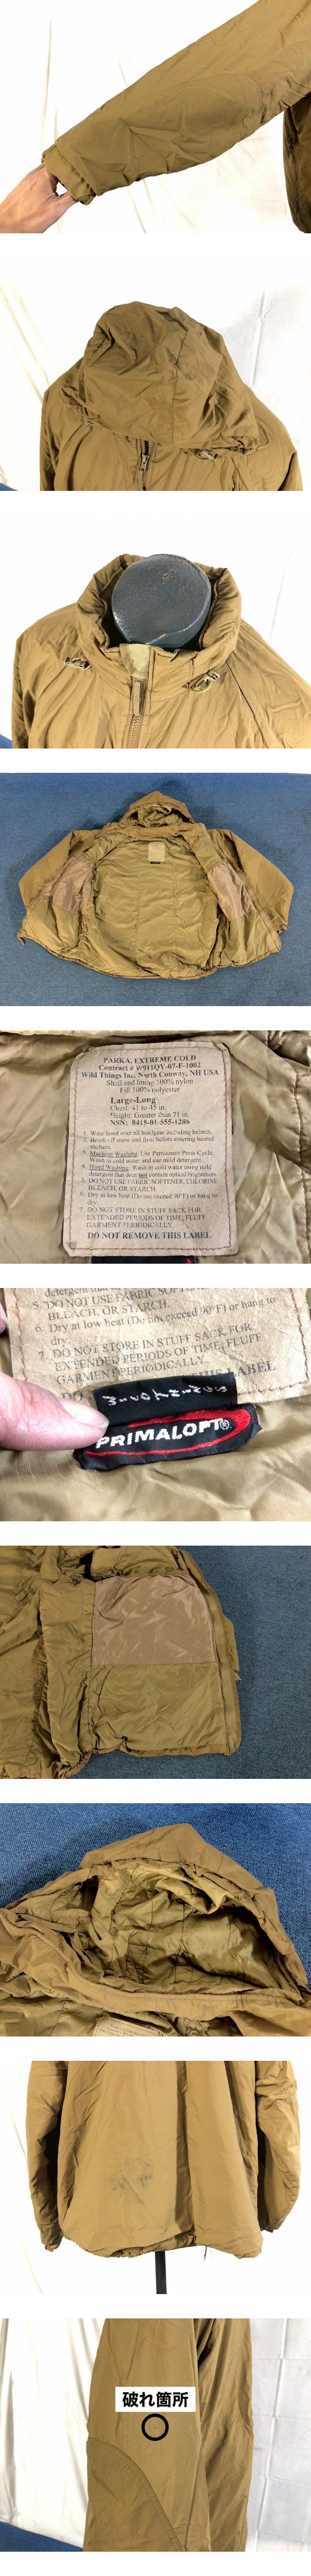 PARKA, EXTREME COLD
Contract # W911QY-07-F-1002
Wild Things Inc. North Conway, NH USA
Shell and lining 100% nylon
Fill 100% polyester
Large-Long
Chest: 41 to 45 in.
Height: Greater than 71 in.
NSN: 8415-01-555-1286
1. Wear hood over all headgear including helmet.
2. Brush off snow and frost before entering heated
shelters.
3. Machine Washing: Use Permanent Press Cycle.
Wash in cold water and use mild detergent.
4. Hand Washing: Wash in cold water using mild
detergent that does not contain optical brighteners.
5. DO NOT USE FABRIC SOFTENER, CHLORINE
BLEACH, OR STARCH.
6. Dry at low heat (Do not exceed 90°F) or hang to
dry.
7. DO NOT STORE IN STUFF SACK FOR
EXTENDED PERIODS OF TIME, FLUFF
GARMENT PERIODICALLY.
DO NOT REMOVE THIS LABEL
5. DO NOT USE FABRIC SOFTE
BLEACH, OR STARCH.
6. Dry at low heat (Do not exceed 90°F) or hang to
dry.
7. DO NOT STORE IN STUFF SACK FOR
EXTENDED PERIODS OF TIME, FLUFF
GARMENT PERIODICALLY.
DO THIS LABEL
PRIMALOFT®
破れ箇所